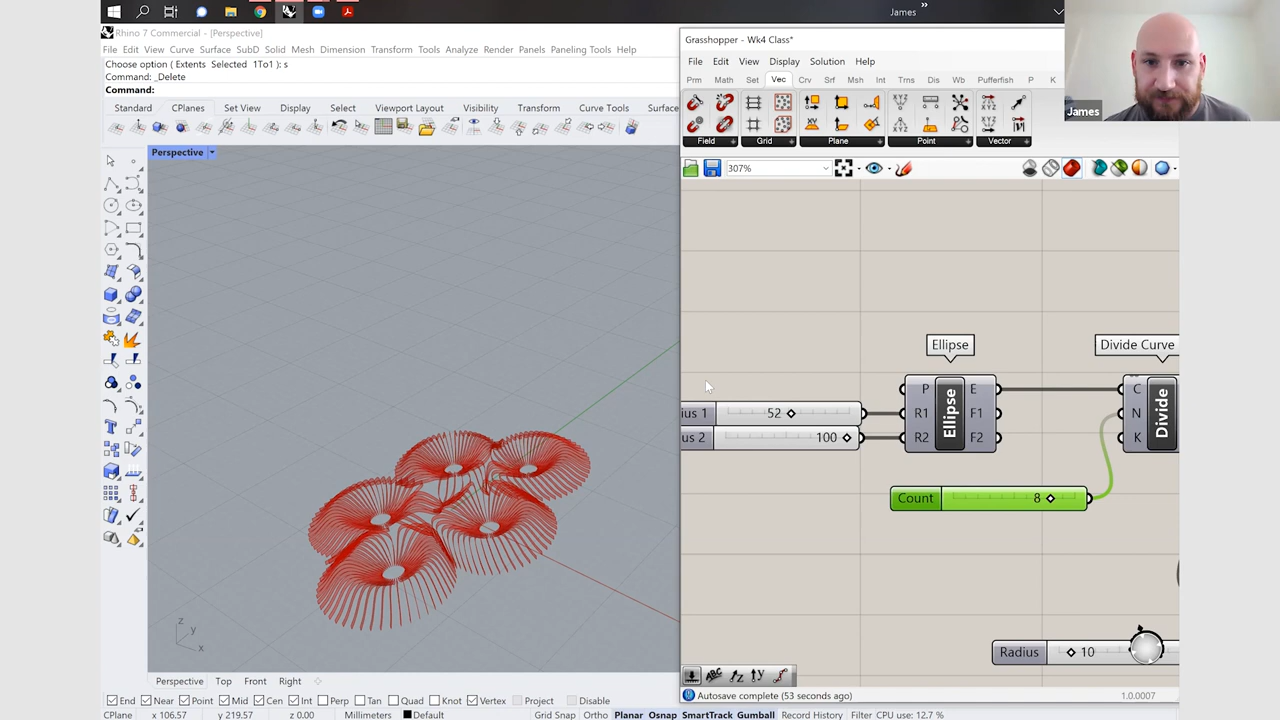 James
Rhino 7 Commercial - [Perspective]
File Edit View Curve Surface SubD Solid Mesh Dimension Transform Tools Analyze Render Panels Paneling Tools Help
Choose option ( Extents Selected 1To1 ): s
Command: _Delete
Command:
Standard CPlanes Set View Display Select Viewport Layout Visibility Transform Curve Tools Surface
Perspective
Grasshopper - Wk4 Class*
File Edit View Display Solution Help
Prm Math Set Vec Crv Srf Msh Int Trns Dis Wb Pufferfish P K
Field Grid Plane Point Vector
307%
James
Ellipse
Divide Curve
P E
R1 F1
R2 F2
Ellipse
C
N
K
Divide
ius 1 52
us 2 100
Count 8
Radius 10
z
y
x
Perspective Top Front Right
Autosave complete (53 seconds ago)
1.0.0007
End Near Point Mid Cen Int Perp Tan Quad Knot Vertex Project Disable
CPlane x 106.57 y 219.57 z 0.00 Millimeters Default Grid Snap Ortho Planar Osnap SmartTrack Gumball Record History Filter CPU use: 12.7 %